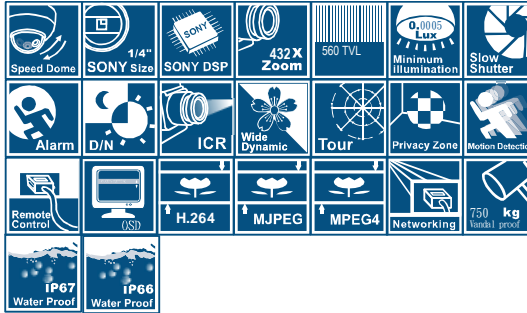 Speed Dome
1/4"
SONY Size
SONY
SONY DSP
432X
Zoom
560 TVL
0.0005
Lux
Minimum
illumination
Slow
Shutter
Alarm
D/N
ICR
Wide
Dynamic
Tour
Privacy Zone
Motion Detectio
Remote
Control
OSD
H.264
MJPEG
MPEG4
Networking
750 kg
Vandal proof
IP67
Water Proof
IP66
Water Proof